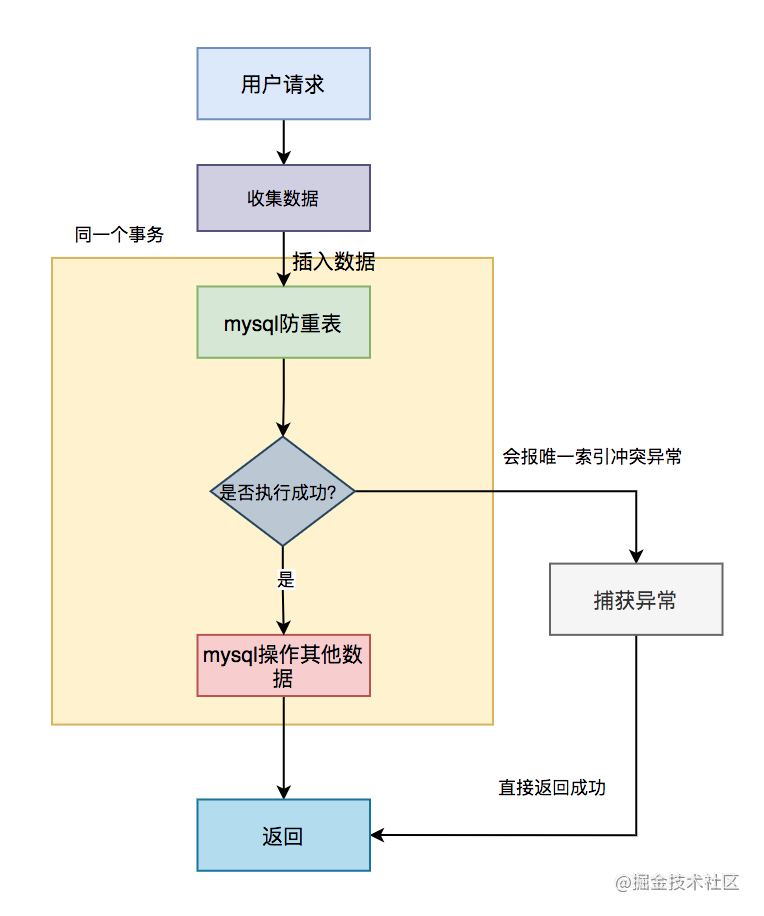 用户请求
收集数据
同一个事务
插入数据
mysql防重表
会报唯一索引冲突异常
是否执行成功?
是
捕获异常
mysql操作其他数
据
直接返回成功
返回
@掘金技术社区